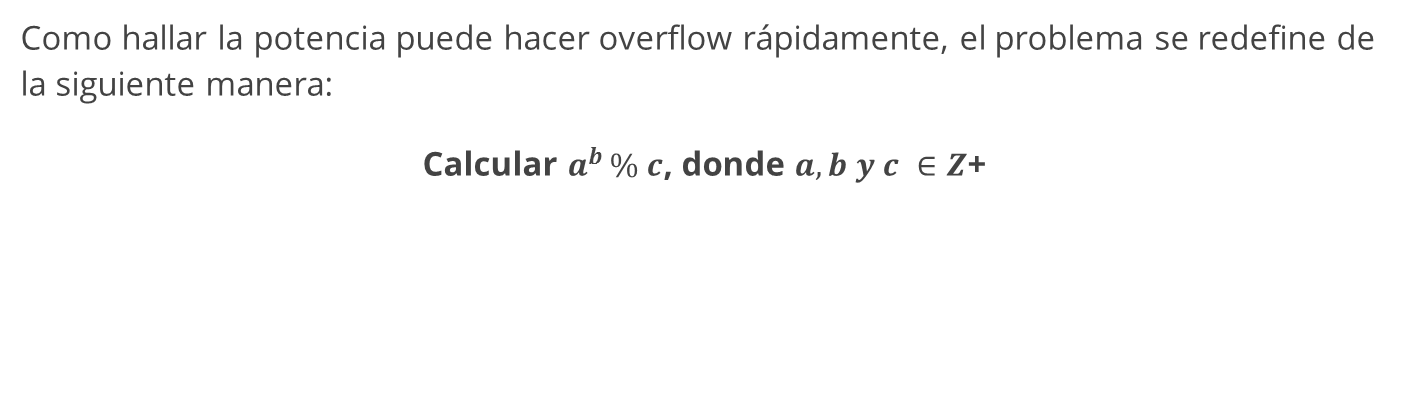 Como hallar la potencia puede hacer overflow rápidamente, el problema se redefine de
la siguiente manera:
Calcular a^b % c, donde a, b y c ∈ Z+